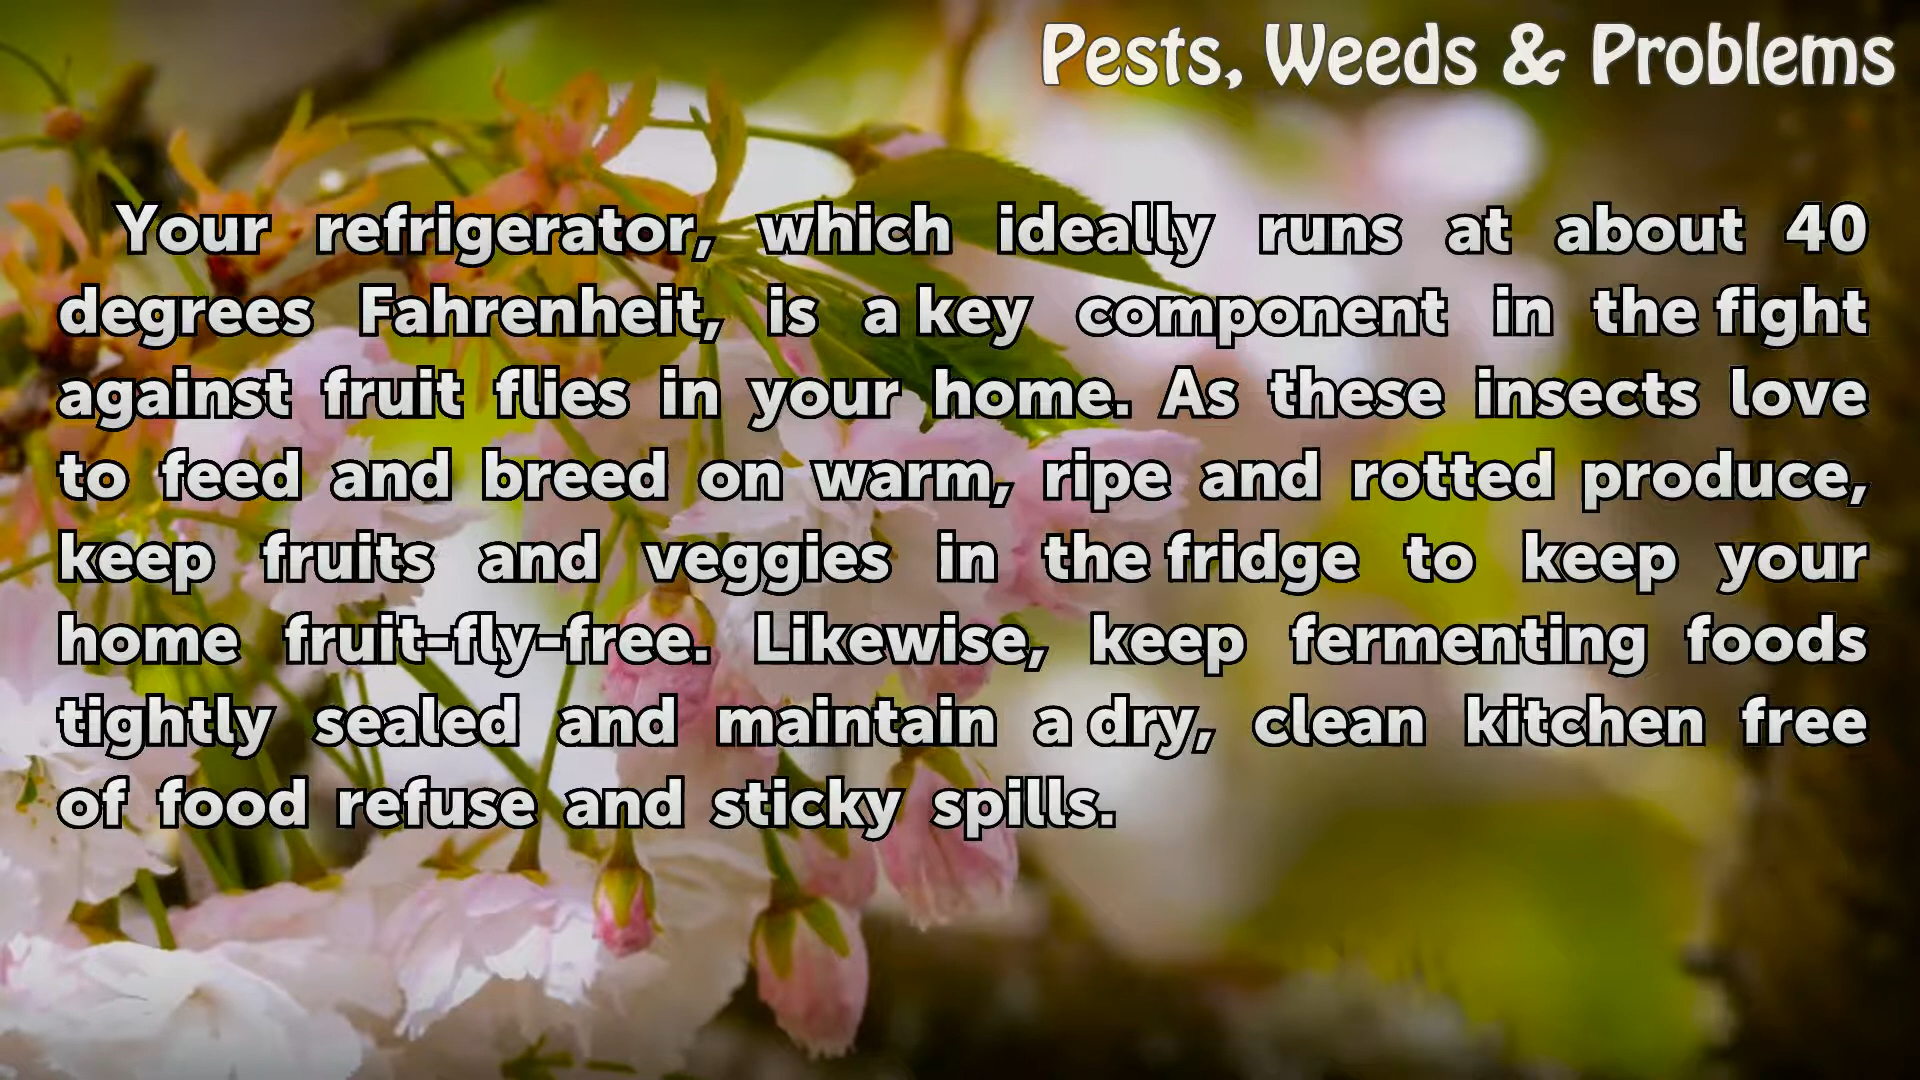 Pests, Weeds & Problems
Your refrigerator, which ideally runs at about 40
degrees Fahrenheit, is a key component in the fight
against fruit flies in your home. As these insects love
to feed and breed on warm, ripe and rotted produce,
keep fruits and veggies in the fridge to keep your
home fruit-fly-free. Likewise, keep fermenting foods
tightly sealed and maintain a dry, clean kitchen free
of food refuse and sticky spills.